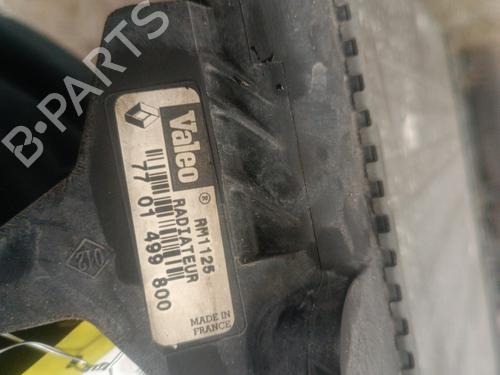 B-PARTS
Valeo ®
RM1125
RADIATEUR
77 01 499 800
MADE IN
FRANCE